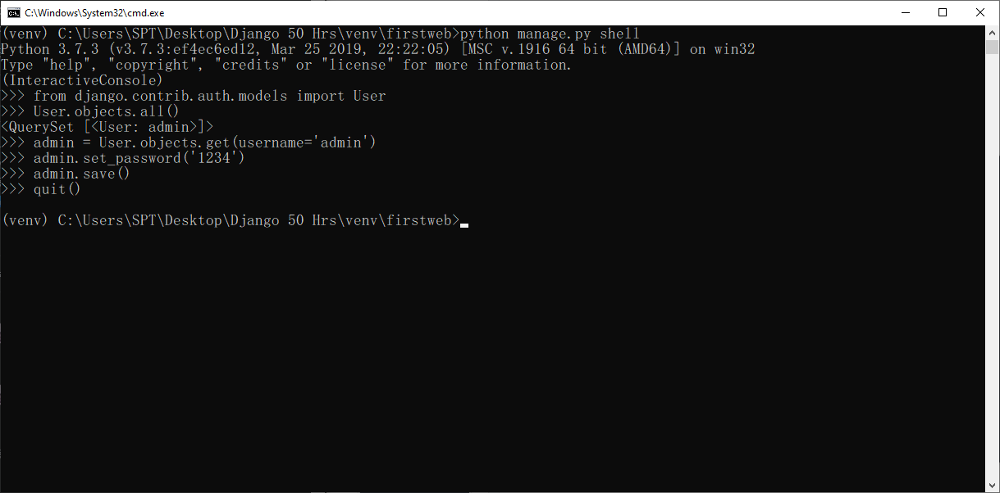 C:\Windows\System32\cmd.exe
(venv) C:\Users\SPT\Desktop\Django 50 Hrs\venv\firstweb>python manage.py shell
Python 3.7.3 (v3.7.3:ef4ec6ed12, Mar 25 2019, 22:22:05) [MSC v.1916 64 bit (AMD64)] on win32
Type "help", "copyright", "credits" or "license" for more information.
(InteractiveConsole)
>>> from django.contrib.auth.models import User
>>> User.objects.all()
<QuerySet [<User: admin>]>
>>> admin = User.objects.get(username='admin')
>>> admin.set_password('1234')
>>> admin.save()
>>> quit()
(venv) C:\Users\SPT\Desktop\Django 50 Hrs\venv\firstweb>